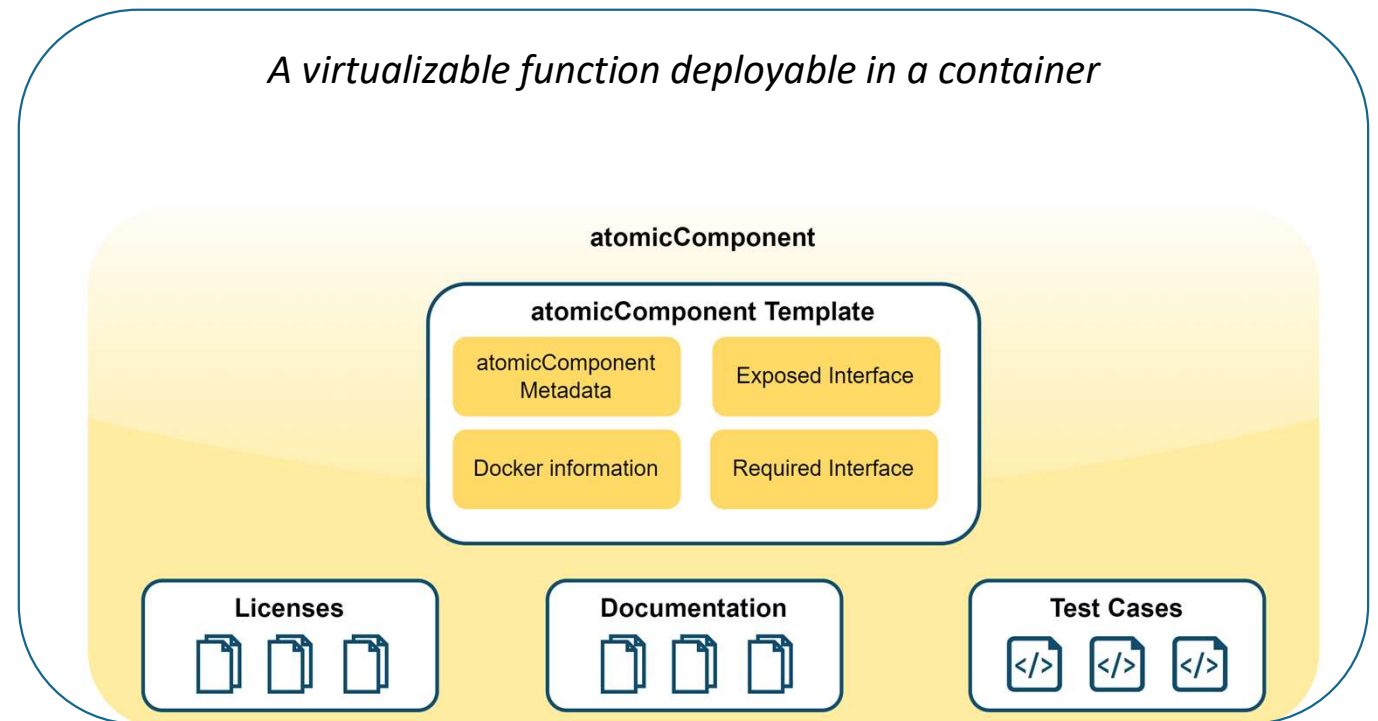 A virtualizable function deployable in a container
atomicComponent
atomicComponent Template
atomicComponent
Metadata
Exposed Interface
Docker information
Required Interface
Licenses
Documentation
Test Cases
</> </> </>